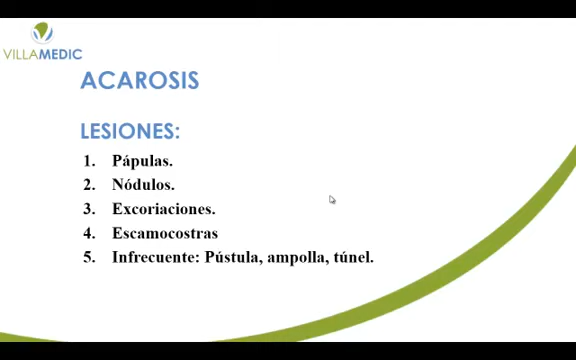 VILLAMEDIC
ACAROSIS
LESIONES:
1. Pápulas.
2. Nódulos.
3. Excoriaciones.
4. Escamocostras
5. Infrecuente: Pústula, ampolla, túnel.